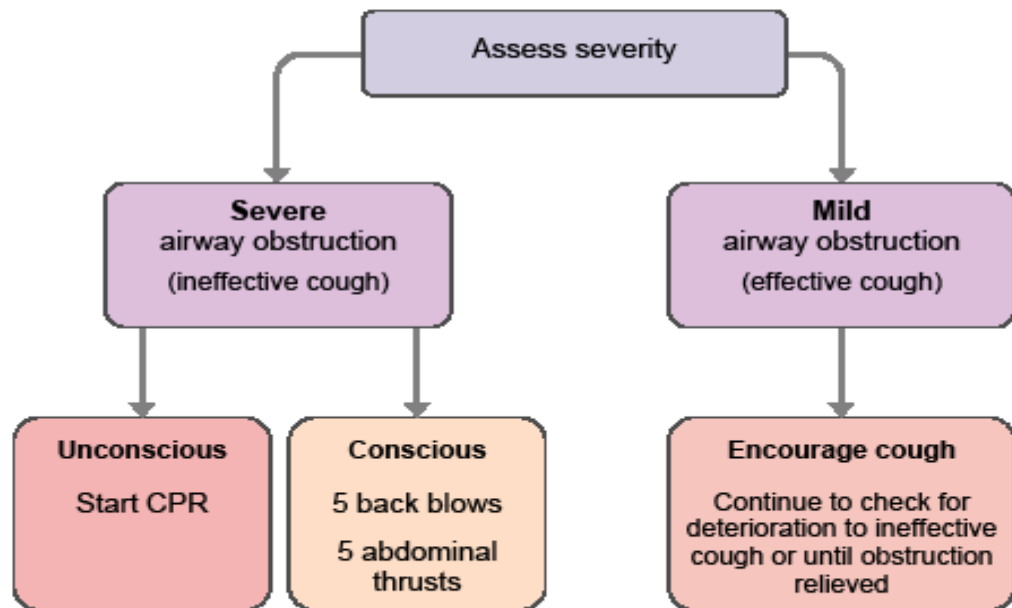 Assess severity
Severe
airway obstruction
(ineffective cough)
Mild
airway obstruction
(effective cough)
Unconscious
Start CPR
Conscious
5 back blows
5 abdominal
thrusts
Encourage cough
Continue to check for
deterioration to ineffective
cough or until obstruction
relieved